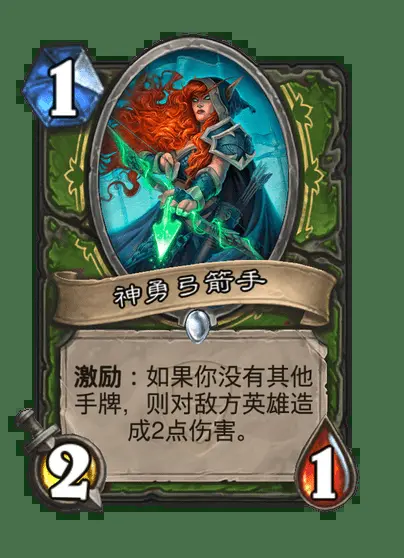 1
神勇弓箭手
激励：如果你没有其他
手牌，则对敌方英雄造
成2点伤害。
2
1